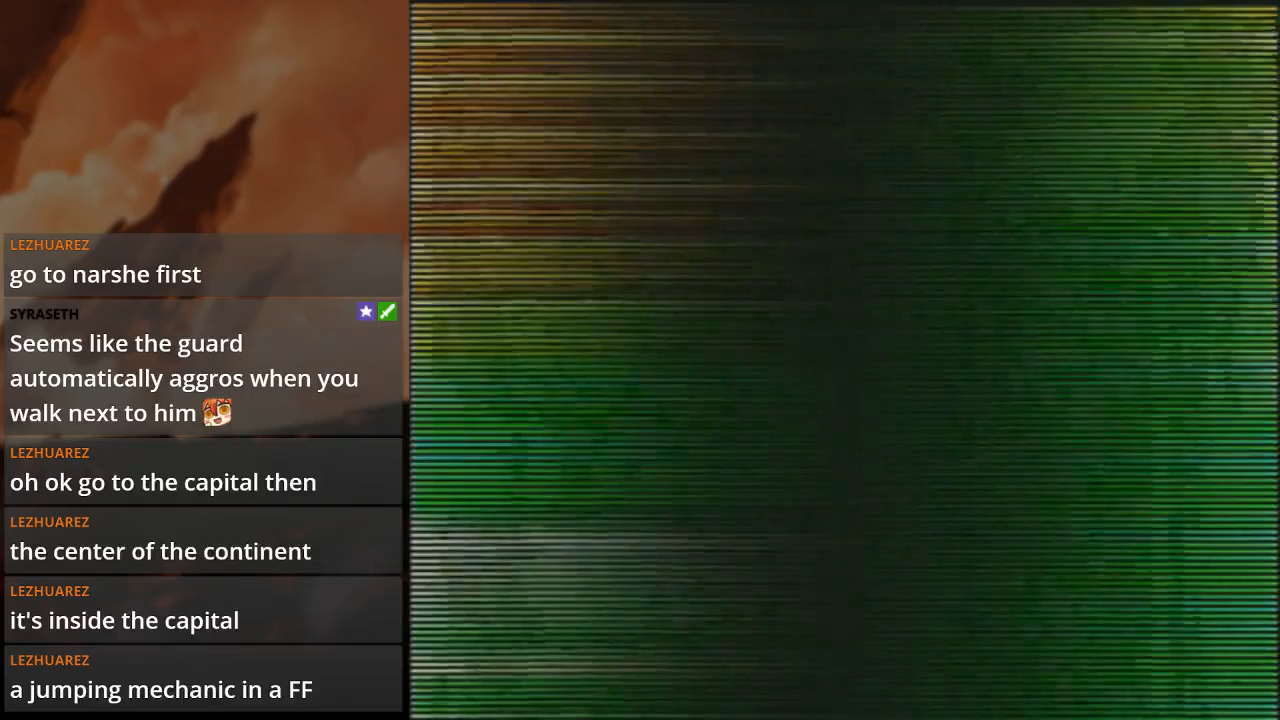 LEZHUAREZ
go to narshe first
SYRASETH
Seems like the guard
automatically aggros when you
walk next to him
LEZHUAREZ
oh ok go to the capital then
LEZHUAREZ
the center of the continent
LEZHUAREZ
it's inside the capital
LEZHUAREZ
a jumping mechanic in a FF